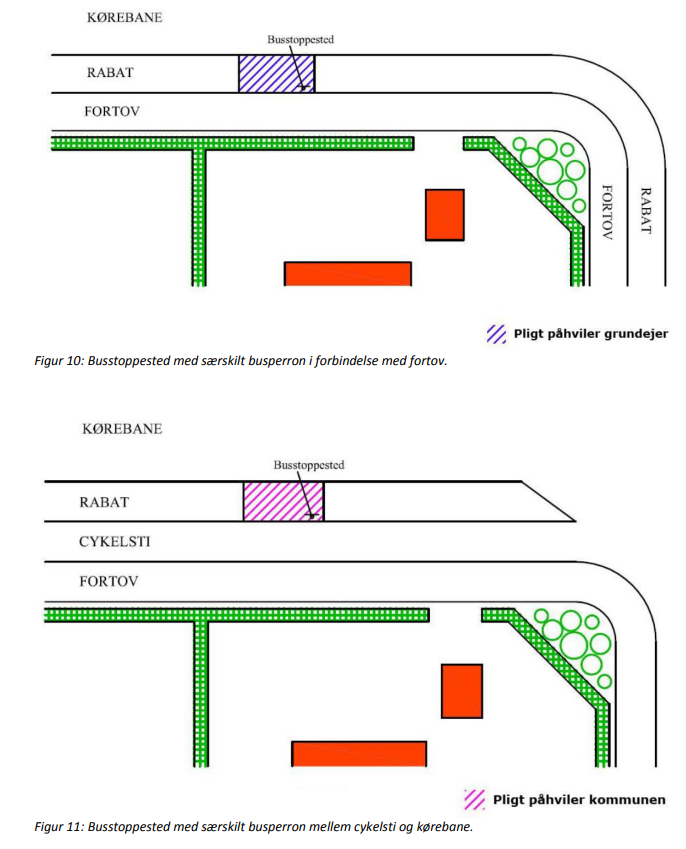 KØREBANE
Busstoppested
RABAT
FORTOV
FORTOV
RABAT
Pligt påhviler grundejer
Figur 10: Busstoppested med særskilt busperron i forbindelse med fortov.
KØREBANE
Busstoppested
RABAT
CYKELSTI
FORTOV
Pligt påhviler kommunen
Figur 11: Busstoppested med særskilt busperron mellem cykelsti og kørebane.